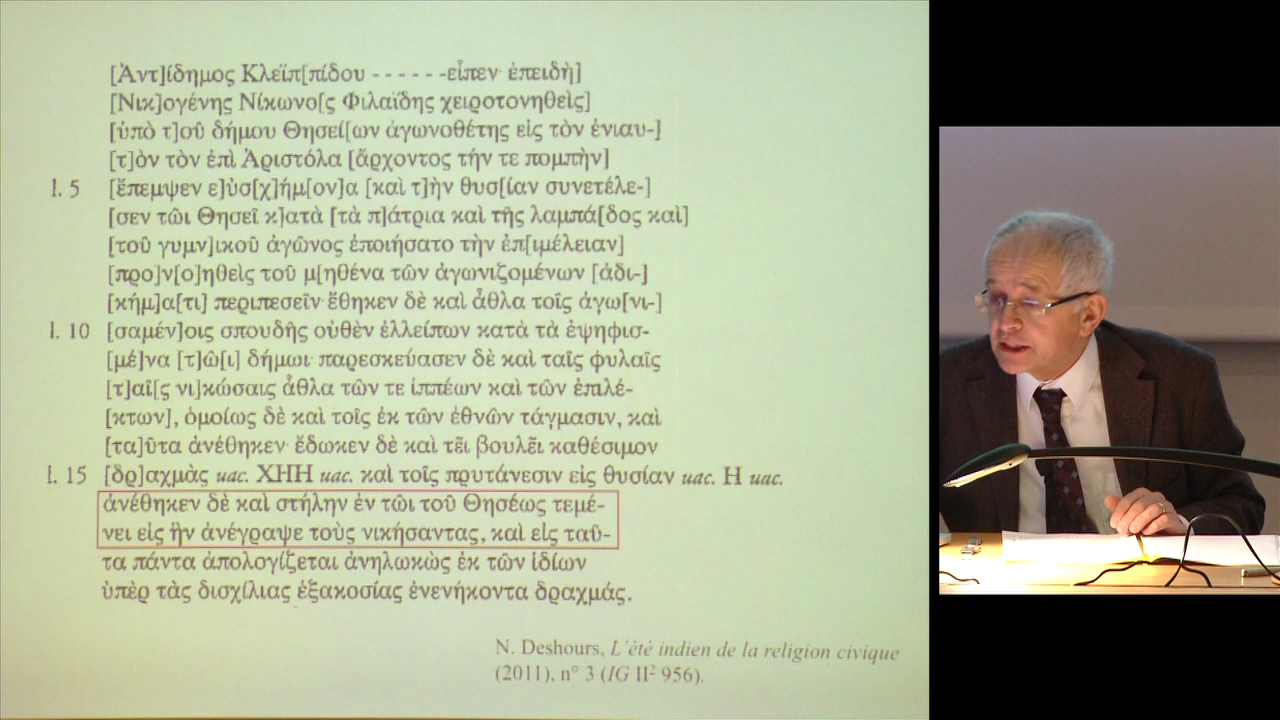 [Ἀντ]ίδημος Κλεϊπ[πίδου - - - - - -εἶπεν· ἐπειδὴ]
[Νικ]ογένης Νίκωνο[ς Φιλαΐδης χειροτονηθεὶς]
[ὑπὸ τ]οῦ δήμου Θησεί[ων ἀγωνοθέτης εἰς τὸν ἐνιαυ-]
[τ]ὸν τὸν ἐπὶ Ἀριστόλα [ἄρχοντος τήν τε πομπὴν]
l. 5 [ἔπεμψεν ε]ὐσ[χ]ήμ[ον]α [καὶ τ]ὴν θυσ[ίαν συνετέλε-]
[σεν τῶι Θησεῖ κ]ατὰ [τὰ π]άτρια καὶ τῆς λαμπά[δος καὶ]
[τοῦ γυμν]ικοῦ ἀγῶνος ἐποιήσατο τὴν ἐπ[ιμέλειαν]
[προ]ν[ο]ηθεὶς τοῦ μ[ηθένα τῶν ἀγωνιζομένων [ἀδι-]
[κήμ]α[τι] περιπεσεῖν· ἔθηκεν δὲ καὶ ἆθλα τοῖς ἀγω[νι-]
l. 10 [σαμέν]οις σπουδῆς οὐθὲν ἐλλείπων κατὰ τὰ ἐψηφισ-
[μέ]να [τ]ῶ[ι] δήμωι· παρεσκεύασεν δὲ καὶ ταῖς φυλαῖς
[τ]αῖ[ς νι]κώσαις ἆθλα τῶν τε ἱππέων καὶ τῶν ἐπιλέ-
[κτων], ὁμοίως δὲ καὶ τοῖς ἐκ τῶν ἐθνῶν τάγμασιν, καὶ
[τα]ῦτα ἀνέθηκεν· ἔδωκεν δὲ καὶ τεῖ βουλεῖ καθέσιμον
l. 15 [δρ]αχμὰς uac. ΧΗΗ uac. καὶ τοῖς πρυτάνεσιν εἰς θυσίαν uac. Η uac.
ἀνέθηκεν δὲ καὶ στήλην ἐν τῶι τοῦ Θησέως τεμέ-
νει εἰς ἣν ἀνέγραψε τοὺς νικήσαντας, καὶ εἰς ταῦ-
τα πάντα ἀπολογίζεται ἀνηλωκὼς ἐκ τῶν ἰδίων
ὑπὲρ τὰς δισχίλιας ἑξακοσίας ἐνενήκοντα δραχμάς.
N. Deshours, L'été indien de la religion civique
(2011), n° 3 (IG II² 956).